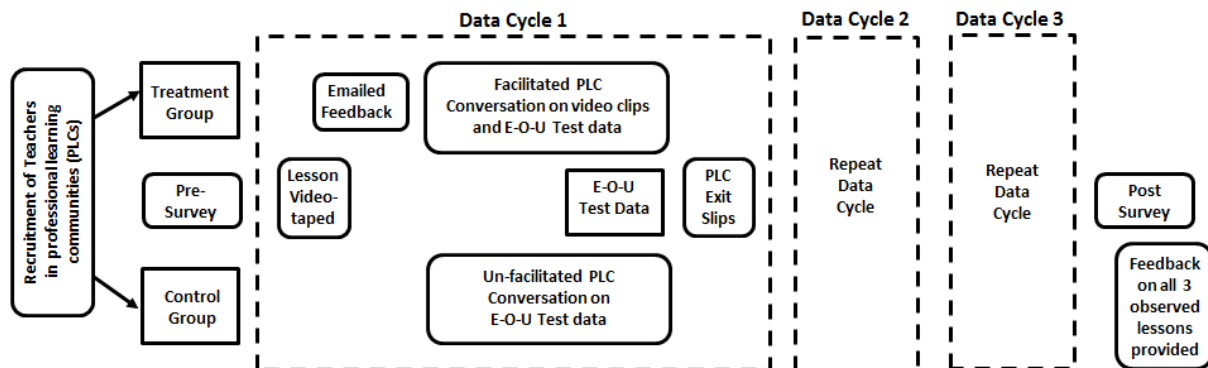 Recruitment of Teachers
in professional learning
communities (PLCs)
Treatment
Group
Pre-
Survey
Control
Group
Data Cycle 1
Emailed
Feedback
Facilitated PLC
Conversation on video clips
and E-O-U Test data
Lesson
Video-
taped
E-O-U
Test Data
PLC
Exit
Slips
Un-facilitated PLC
Conversation on
E-O-U Test data
Data Cycle 2
Repeat
Data
Cycle
Data Cycle 3
Repeat
Data
Cycle
Post
Survey
Feedback
on all 3
observed
lessons
provided